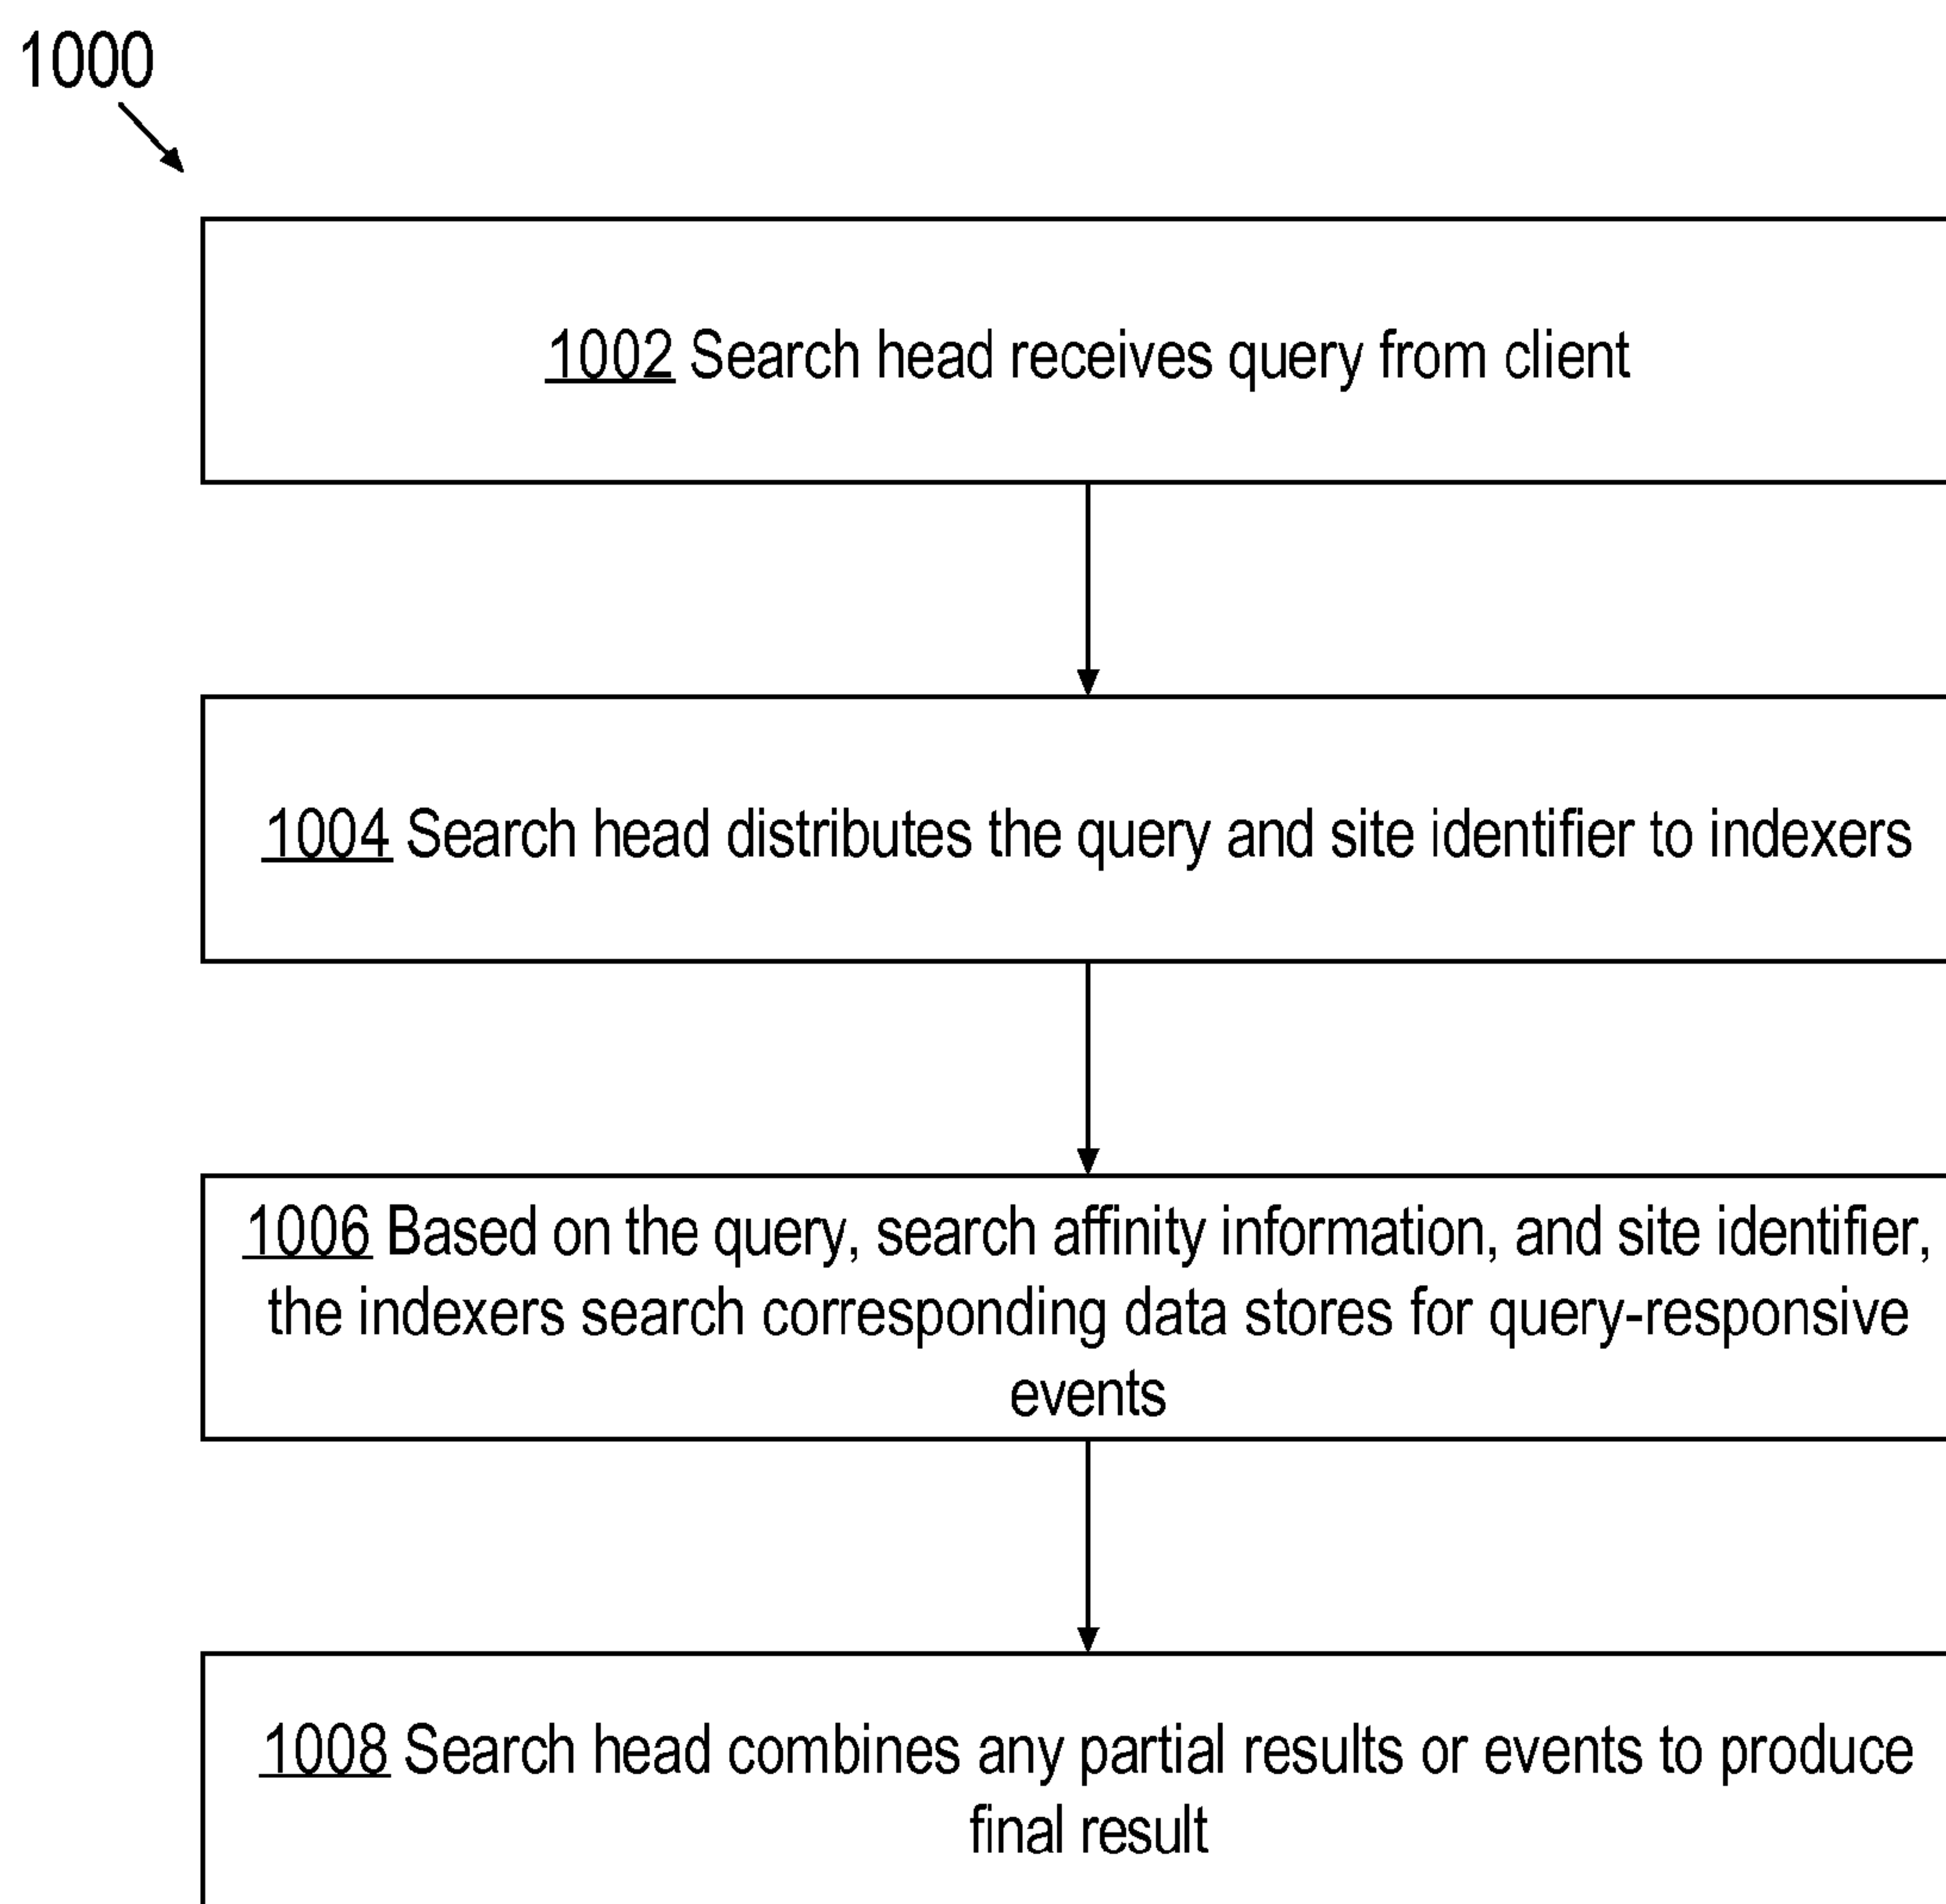 1000
1002 Search head receives query from client
1004 Search head distributes the query and site identifier to indexers
1006 Based on the query, search affinity information, and site identifier,
the indexers search corresponding data stores for query-responsive
events
1008 Search head combines any partial results or events to produce
final result